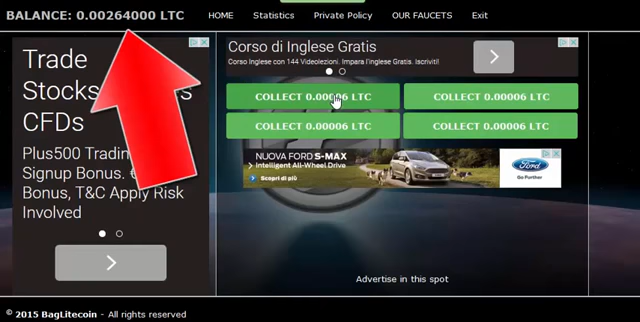 BALANCE: 0.00264000 LTC
HOME
Statistics
Privacy Policy
OUR FAUCETS
Exit
Trade
Stocks
CFDs
Plus500 Trading
Signup Bonus.
Bonus, T&C Apply Risk
Involved
Corso di Inglese Gratis
Corso Inglese con 144 Videolezioni. Impara l'Inglese Gratis. Iscriviti!
COLLECT 0.00006 LTC
COLLECT 0.00006 LTC
COLLECT 0.00006 LTC
COLLECT 0.00006 LTC
NUOVA FORD S-MAX
Intelligent All-Wheel Drive
Scopri di più
Ford
Go Further
Advertise in this spot
© 2015 BagLitecoin - All rights reserved